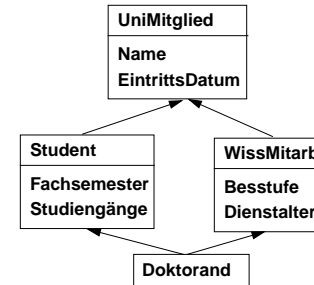 UniMitglied
Name
EintrittsDatum
Student
Fachsemester
Studiengänge
WissMitarb
Besstufe
Dienstalter
Doktorand